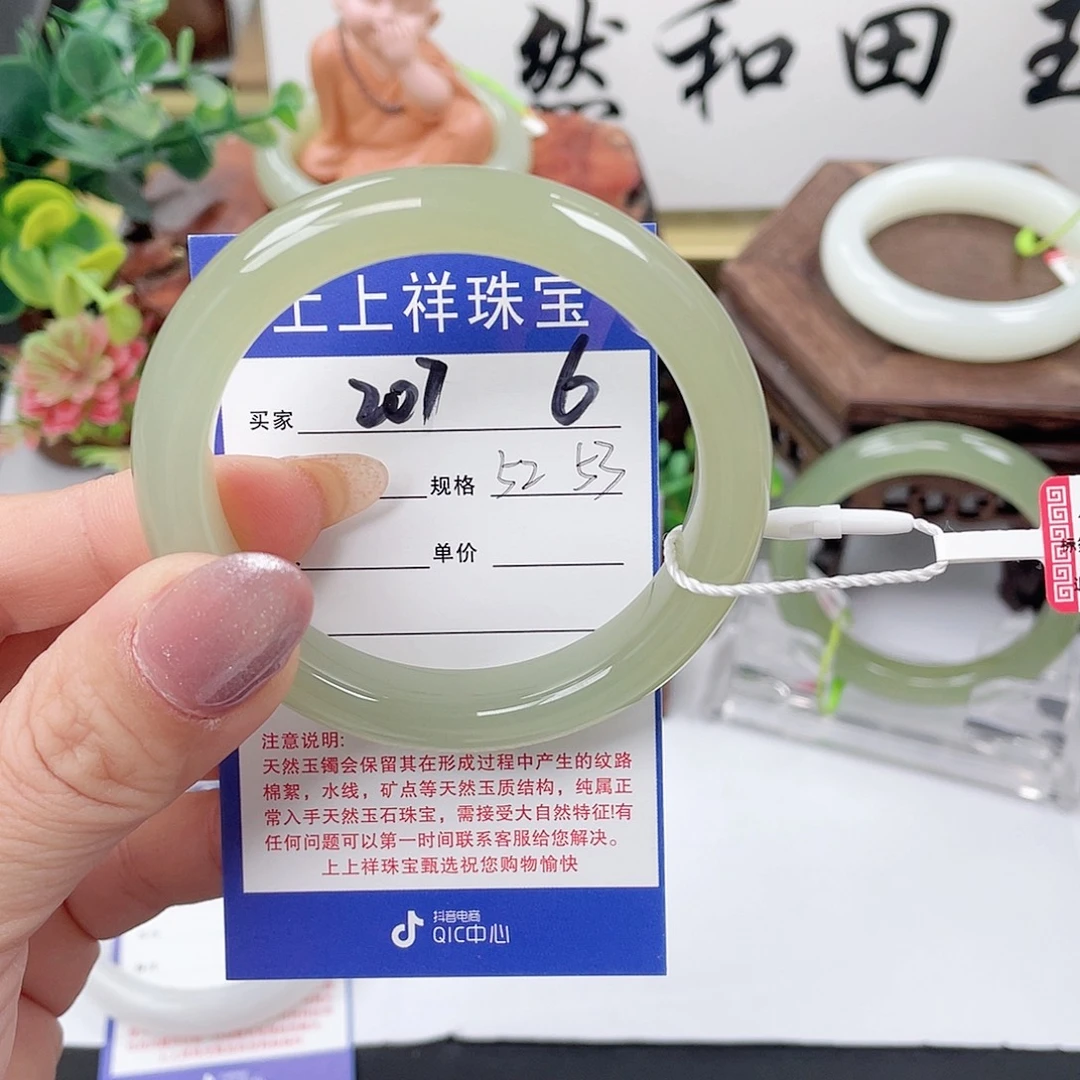 然和田玉
上上祥珠宝
买家 207 6
规格 52 53
单价
注意说明:
天然玉镯会保留其在形成过程中产生的纹路
棉絮，水线，矿点等天然玉质结构，纯属正
常入手天然玉石珠宝，需接受大自然特征!有
任何问题可以第一时间联系客服给您解决。
上上祥珠宝甄选祝您购物愉快
抖音电商
QIC中心